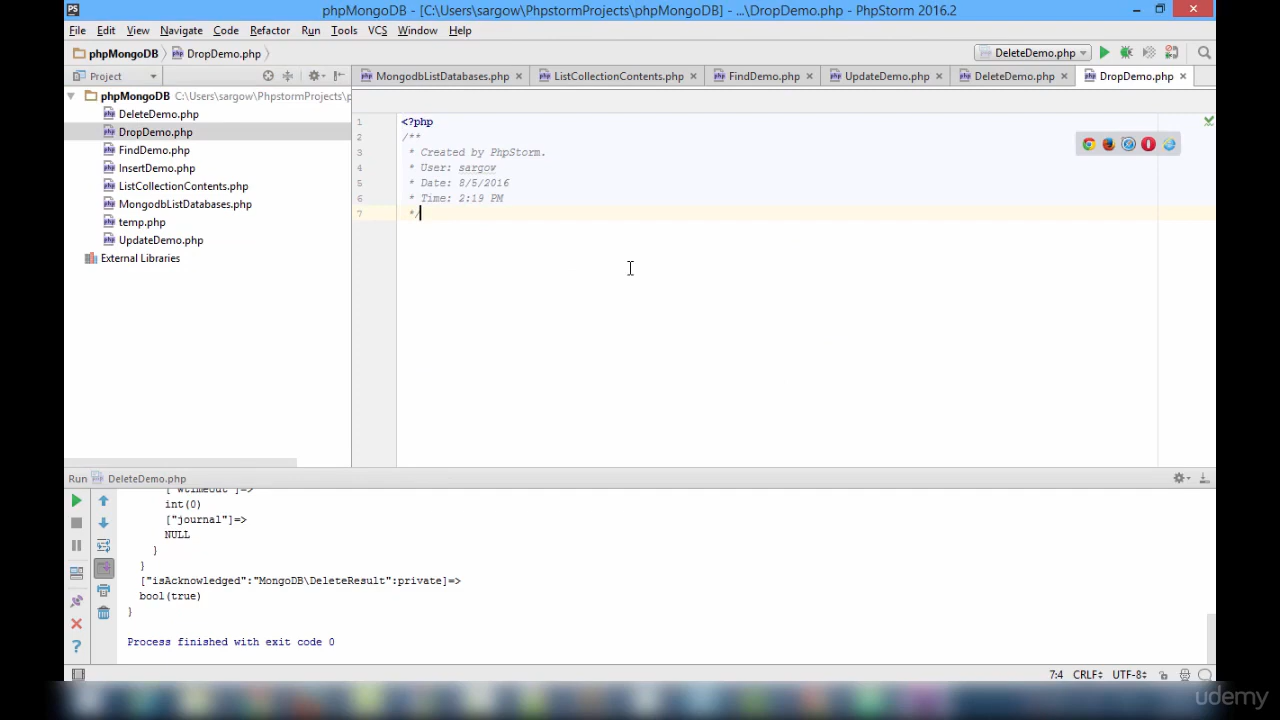 phpMongoDB - [C:\Users\sargow\PhpstormProjects\phpMongoDB] - ...\DropDemo.php - PhpStorm 2016.2
File Edit View Navigate Code Refactor Run Tools VCS Window Help
phpMongoDB DropDemo.php DeleteDemo.php
Project MongodbListDatabases.php ListCollectionContents.php FindDemo.php UpdateDemo.php DeleteDemo.php DropDemo.php
phpMongoDB C:\Users\sargow\PhpstormProjects\p
DeleteDemo.php
DropDemo.php
FindDemo.php
InsertDemo.php
ListCollectionContents.php
MongodbListDatabases.php
temp.php
UpdateDemo.php
External Libraries
1 <?php
2 /**
3 * Created by PhpStorm.
4 * User: sargow
5 * Date: 8/5/2016
6 * Time: 2:19 PM
7 */
Run DeleteDemo.php
["wtimeout"]=>
int(0)
["journal"]=>
NULL
}
}
["isAcknowledged":"MongoDB\DeleteResult":private]=>
bool(true)
}
Process finished with exit code 0
7:4 CRLF UTF-8
udemy